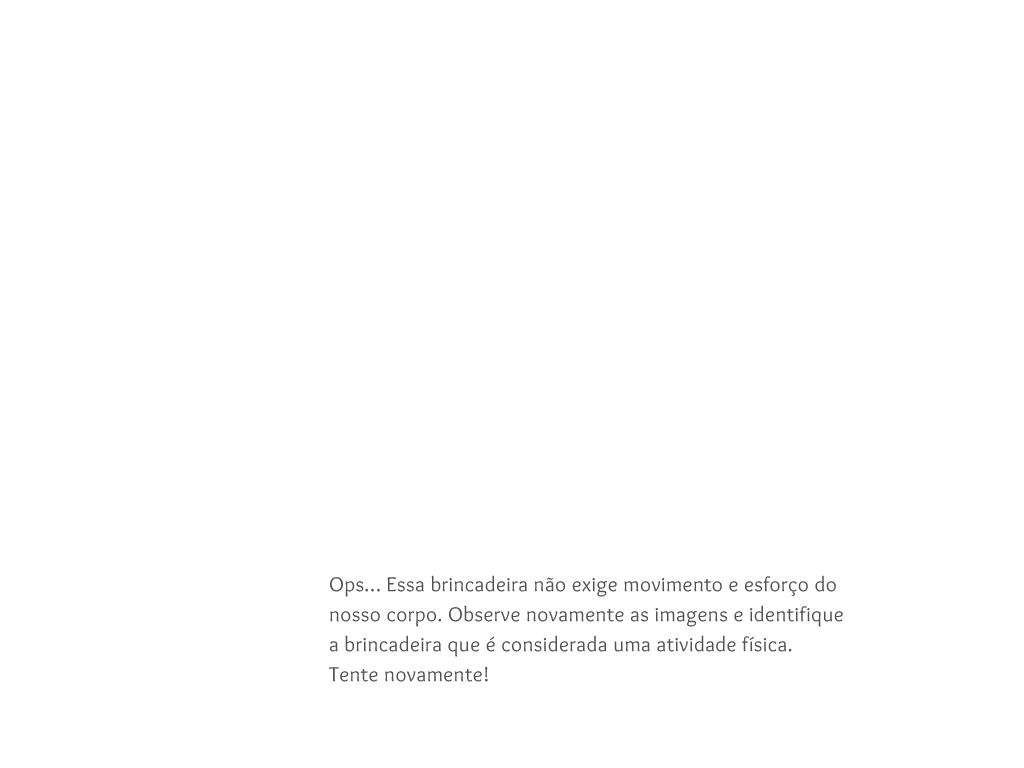 Ops... Essa brincadeira não exige movimento e esforço do
nosso corpo. Observe novamente as imagens e identifique
a brincadeira que é considerada uma atividade física.
Tente novamente!